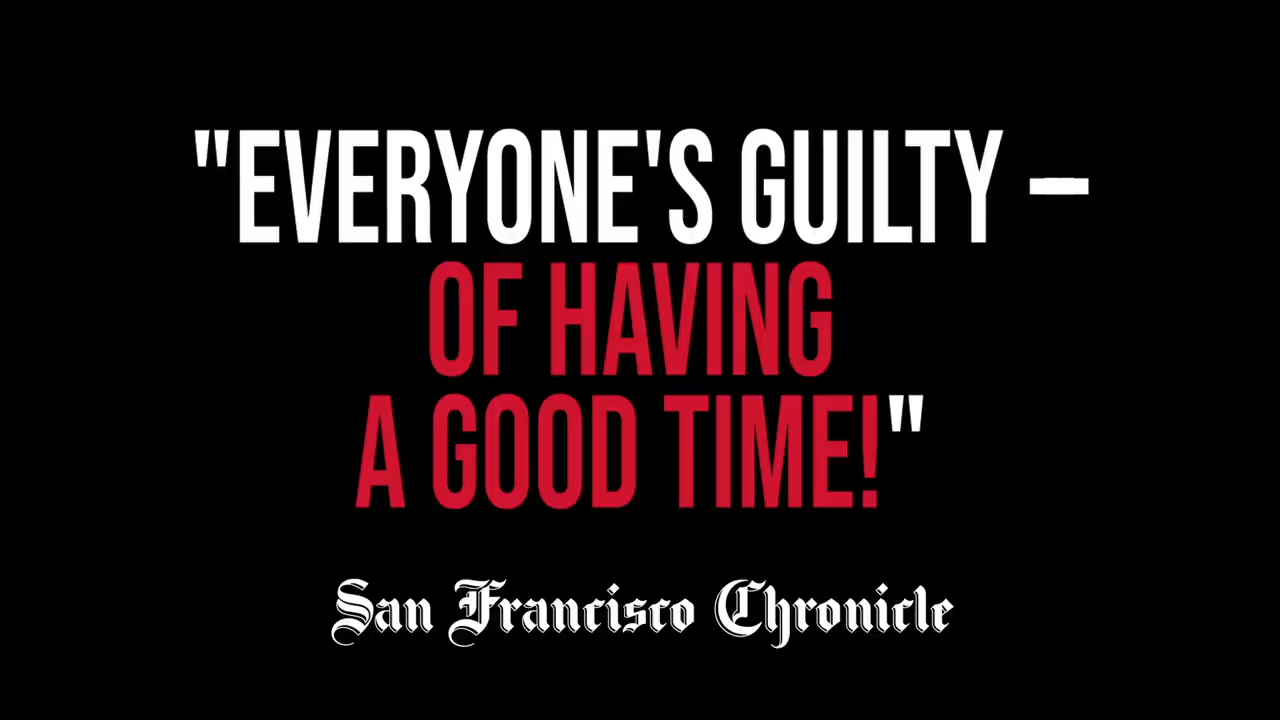 "EVERYONE'S GUILTY –
OF HAVING
A GOOD TIME!"
San Francisco Chronicle